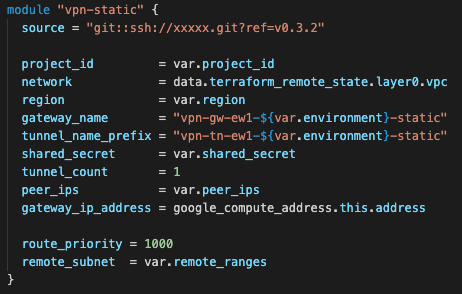 module "vpn-static" {
  source = "git::ssh://xxxxx.git?ref=v0.3.2"

  project_id         = var.project_id
  network            = data.terraform_remote_state.layer0.vpc
  region             = var.region
  gateway_name       = "vpn-gw-ew1-${var.environment}-static"
  tunnel_name_prefix = "vpn-tn-ew1-${var.environment}-static"
  shared_secret      = var.shared_secret
  tunnel_count       = 1
  peer_ips           = var.peer_ips
  gateway_ip_address = google_compute_address.this.address

  route_priority = 1000
  remote_subnet  = var.remote_ranges
}